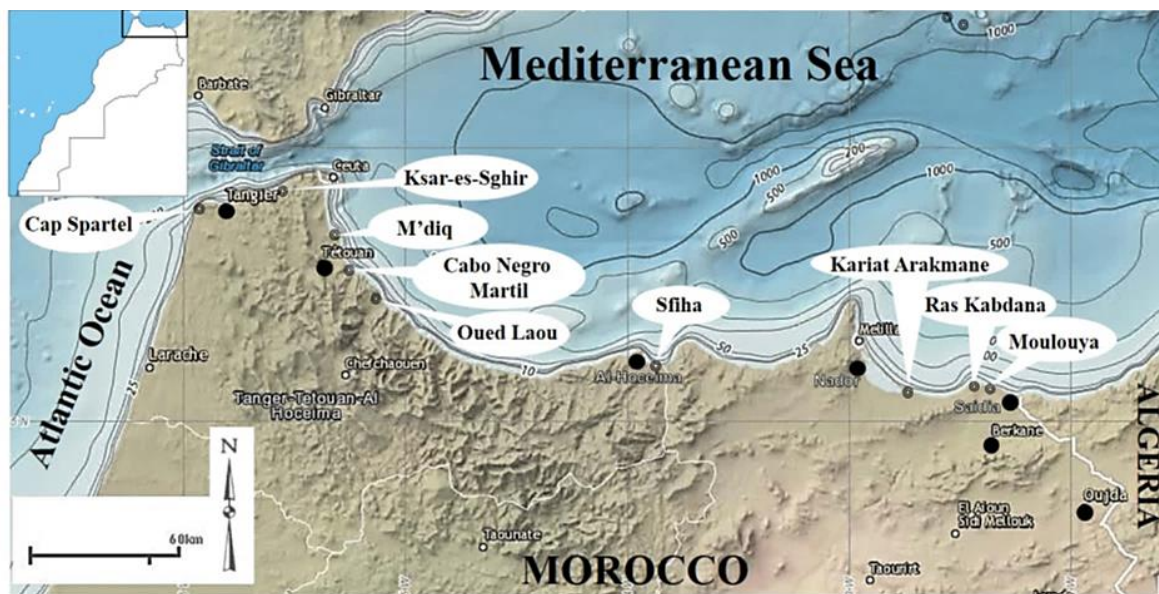 Mediterranean Sea
1000
Barbate
Gibraltar
Strait of
Gibraltar
Ceuta
200
1000
500
Ksar-es-Sghir
Tangier
Cap Spartel
M'diq
500
500
Tétouan
Cabo Negro
Martil
Kariat Arakmane
Sfiha
Ras Kabdana
Oued Laou
Moulouya
Atlantic Ocean
Larache
25
Chefchaouen
10
50
25
Al-Hoceima
Melilla
Nador
Saidia
Tanger-Tetouan-Al
Hoceima
Berkane
ALGERIA
N
El Aioun
Sidi Mellouk
Oujda
60km
Taounate
MOROCCO
Taourirt